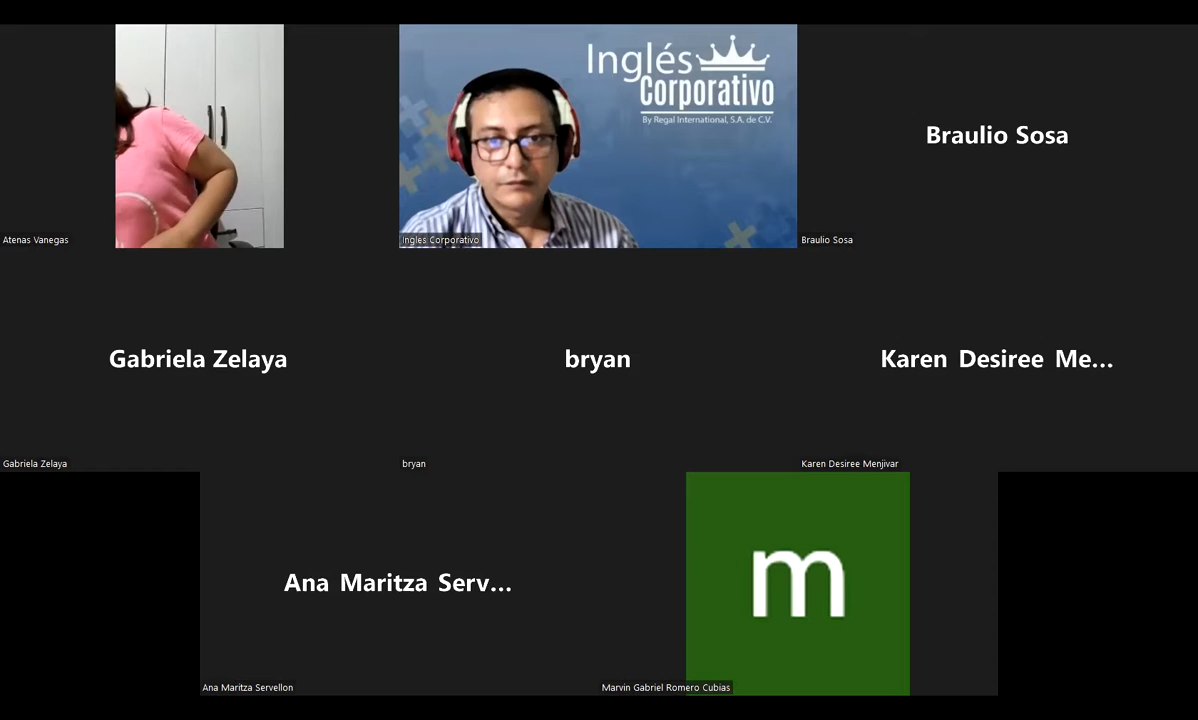 Inglés
Corporativo
By Regal International, S.A. de C.V.
Braulio Sosa
Atenas Vanegas
Ingles Corporativo
Braulio Sosa
Gabriela Zelaya
bryan
Karen Desiree Me...
Gabriela Zelaya
bryan
Karen Desiree Menjivar
Ana Maritza Serv...
m
Ana Maritza Servellon
Marvin Gabriel Romero Cubias